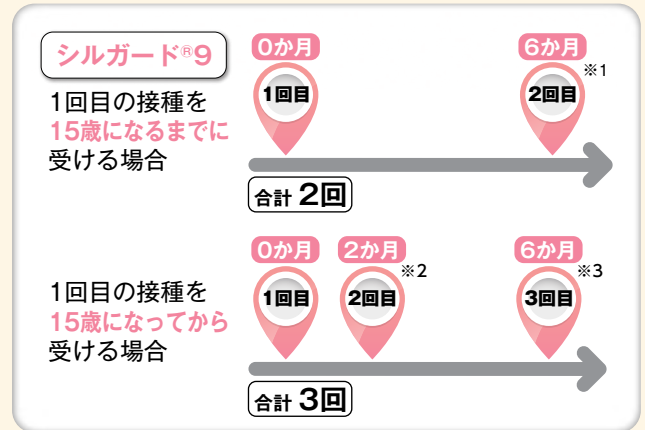 シルガード®9
1回目の接種を
15歳になるまでに
受ける場合
0か月 6か月
1回目 2回目 ※1
合計 2回
1回目の接種を
15歳になってから
受ける場合
0か月 2か月 6か月
1回目 2回目 ※2 3回目 ※3
合計 3回